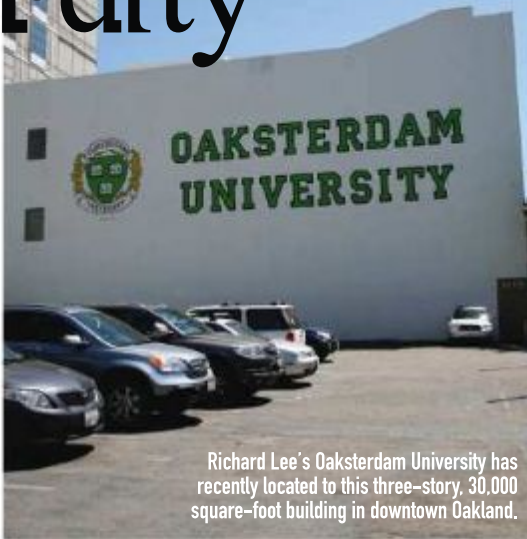 Party
OAKSTERDAM
UNIVERSITY
Richard Lee's Oaksterdam University has
recently located to this three-story, 30,000
square-foot building in downtown Oakland.